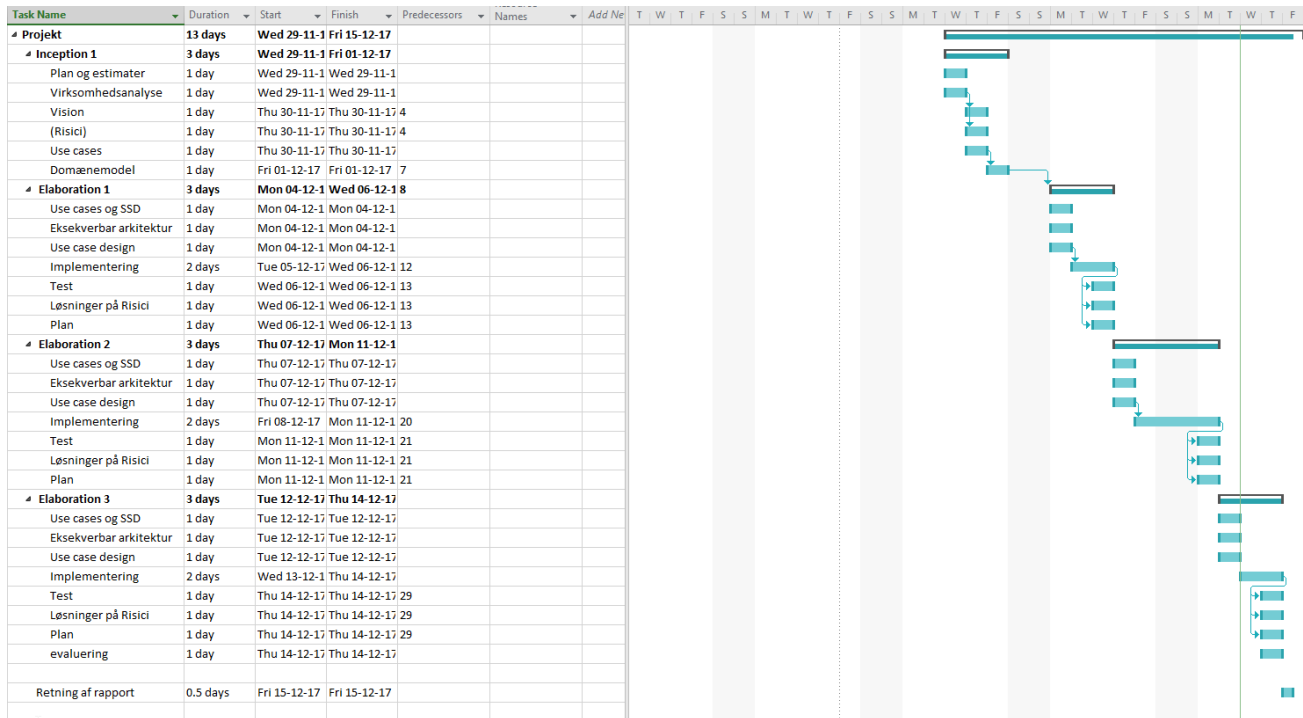 Task Name Duration Start Finish Predecessors Names Add Ne T W T F S S M T W T F S S M T W T F S S M T W T F S S M T W T F
Projekt 13 days Wed 29-11-1 Fri 15-12-17
Inception 1 3 days Wed 29-11-1 Fri 01-12-17
Plan og estimater 1 day Wed 29-11-1 Wed 29-11-1
Virksomhedsanalyse 1 day Wed 29-11-1 Wed 29-11-1
Vision 1 day Thu 30-11-17 Thu 30-11-17 4
(Risici) 1 day Thu 30-11-17 Thu 30-11-17 4
Use cases 1 day Thu 30-11-17 Thu 30-11-17
Domænemodel 1 day Fri 01-12-17 Fri 01-12-17 7
Elaboration 1 3 days Mon 04-12-1 Wed 06-12-1 8
Use cases og SSD 1 day Mon 04-12-1 Mon 04-12-1
Eksekverbar arkitektur 1 day Mon 04-12-1 Mon 04-12-1
Use case design 1 day Mon 04-12-1 Mon 04-12-1
Implementering 2 days Tue 05-12-17 Wed 06-12-1 12
Test 1 day Wed 06-12-1 Wed 06-12-1 13
Løsninger på Risici 1 day Wed 06-12-1 Wed 06-12-1 13
Plan 1 day Wed 06-12-1 Wed 06-12-1 13
Elaboration 2 3 days Thu 07-12-17 Mon 11-12-1
Use cases og SSD 1 day Thu 07-12-17 Thu 07-12-17
Eksekverbar arkitektur 1 day Thu 07-12-17 Thu 07-12-17
Use case design 1 day Thu 07-12-17 Thu 07-12-17
Implementering 2 days Fri 08-12-17 Mon 11-12-1 20
Test 1 day Mon 11-12-1 Mon 11-12-1 21
Løsninger på Risici 1 day Mon 11-12-1 Mon 11-12-1 21
Plan 1 day Mon 11-12-1 Mon 11-12-1 21
Elaboration 3 3 days Tue 12-12-17 Thu 14-12-17
Use cases og SSD 1 day Tue 12-12-17 Tue 12-12-17
Eksekverbar arkitektur 1 day Tue 12-12-17 Tue 12-12-17
Use case design 1 day Tue 12-12-17 Tue 12-12-17
Implementering 2 days Wed 13-12-1 Thu 14-12-17
Test 1 day Thu 14-12-17 Thu 14-12-17 29
Løsninger på Risici 1 day Thu 14-12-17 Thu 14-12-17 29
Plan 1 day Thu 14-12-17 Thu 14-12-17 29
evaluering 1 day Thu 14-12-17 Thu 14-12-17
Retning af rapport 0.5 days Fri 15-12-17 Fri 15-12-17